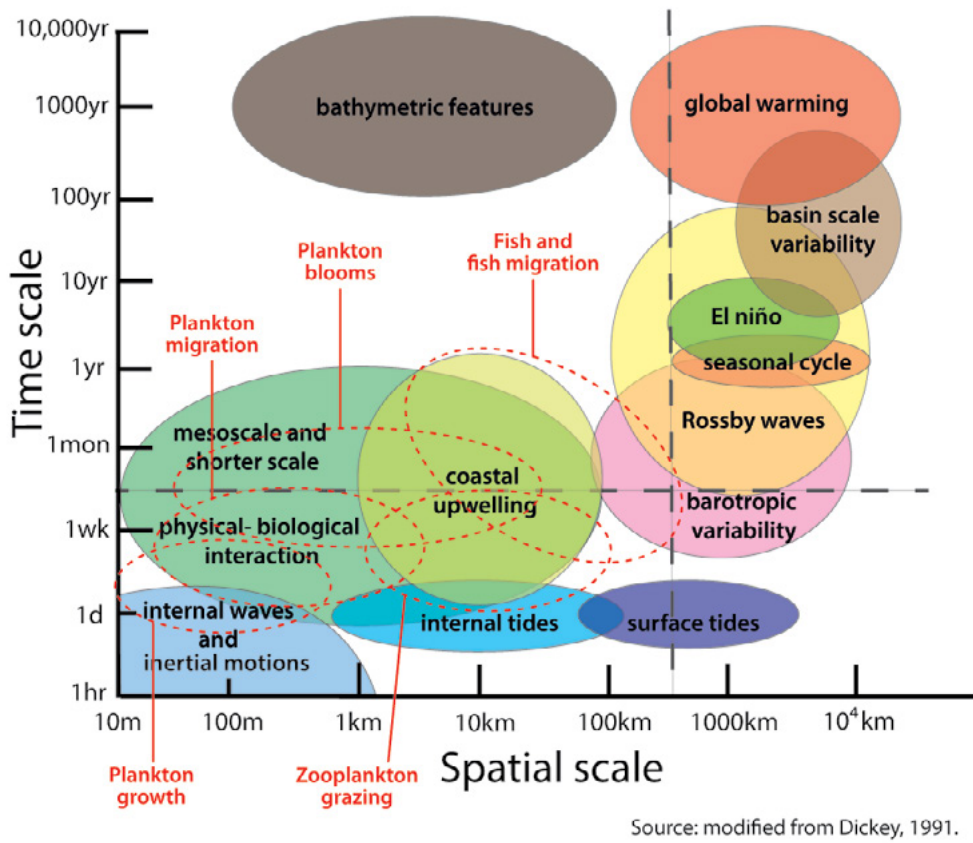 10,000yr
1000yr
100yr
10yr
1yr
1mon
1wk
1d
1hr
Time scale
bathymetric features
global warming
basin scale
variability
Plankton
blooms
Fish and
fish migration
Plankton
migration
El niño
seasonal cycle
Rossby waves
mesoscale and
shorter scale
coastal
upwelling
barotropic
variability
physical- biological
interaction
internal waves
and
inertial motions
internal tides
surface tides
10m
100m
1km
10km
100km
1000km
10⁴km
Plankton
growth
Zooplankton
grazing
Spatial scale
Source: modified from Dickey, 1991.